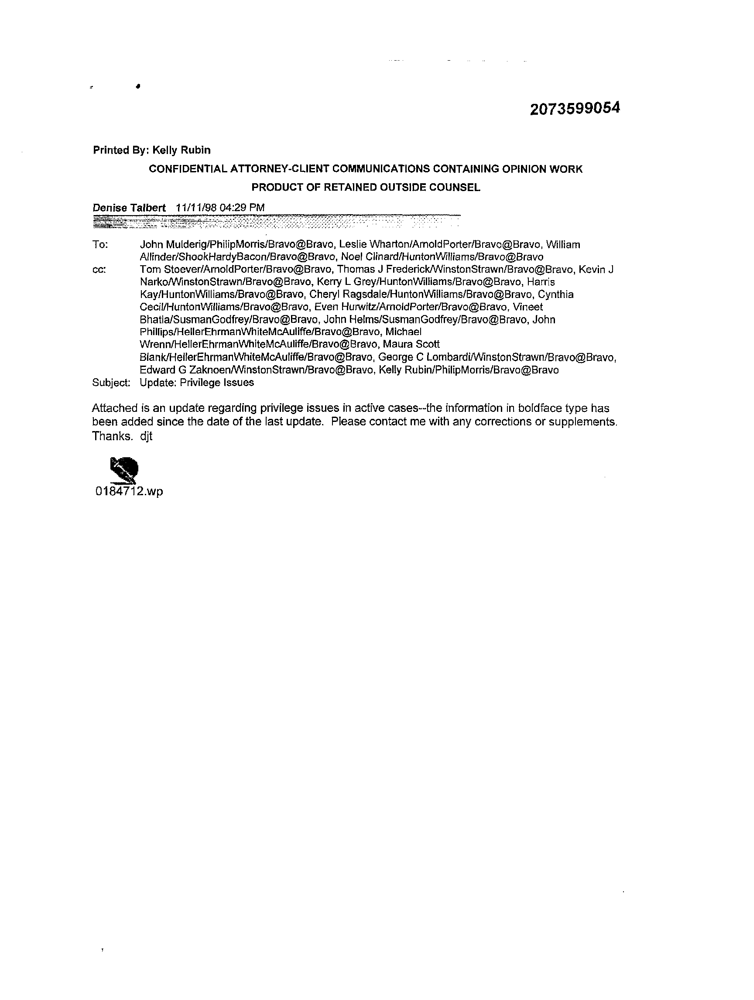 2073599054
Printed By: Kelly Rubin
CONFIDENTIAL ATTORNEY-CLIENT COMMUNICATIONS CONTAINING OPINION WORK
PRODUCT OF RETAINED OUTSIDE COUNSEL
Denise Talbert 11/11/98 04:29 PM
To: John Mulderig/PhilipMorris/Bravo@Bravo, Leslie Wharton/ArnoldPorter/Bravo@Bravo, William
Allinder/ShookHardyBacon/Bravo@Bravo, Noel Clinard/HuntonWilliams/Bravo@Bravo
cc: Tom Stoever/ArnoldPorter/Bravo@Bravo, Thomas J Frederick/WinstonStrawn/Bravo@Bravo, Kevin J
Narko/WinstonStrawn/Bravo@Bravo, Kerry L Grey/HuntonWilliams/Bravo@Bravo, Harris
Kay/HuntonWilliams/Bravo@Bravo, Cheryl Ragsdale/HuntonWilliams/Bravo@Bravo, Cynthia
Cecil/HuntonWilliams/Bravo@Bravo, Even Hurwitz/ArnoldPorter/Bravo@Bravo, Vineet
Bhatia/SusmanGodfrey/Bravo@Bravo, John Helms/SusmanGodfrey/Bravo@Bravo, John
Phillips/HellerEhrmanWhiteMcAuliffe/Bravo@Bravo, Michael
Wrenn/HellerEhrmanWhiteMcAuliffe/Bravo@Bravo, Maura Scott
Blank/HellerEhrmanWhiteMcAuliffe/Bravo@Bravo, George C Lombardi/WinstonStrawn/Bravo@Bravo,
Edward G Zaknoen/WinstonStrawn/Bravo@Bravo, Kelly Rubin/PhilipMorris/Bravo@Bravo
Subject: Update: Privilege Issues
Attached is an update regarding privilege issues in active cases--the information in boldface type has
been added since the date of the last update. Please contact me with any corrections or supplements.
Thanks. djt
0184712.wp